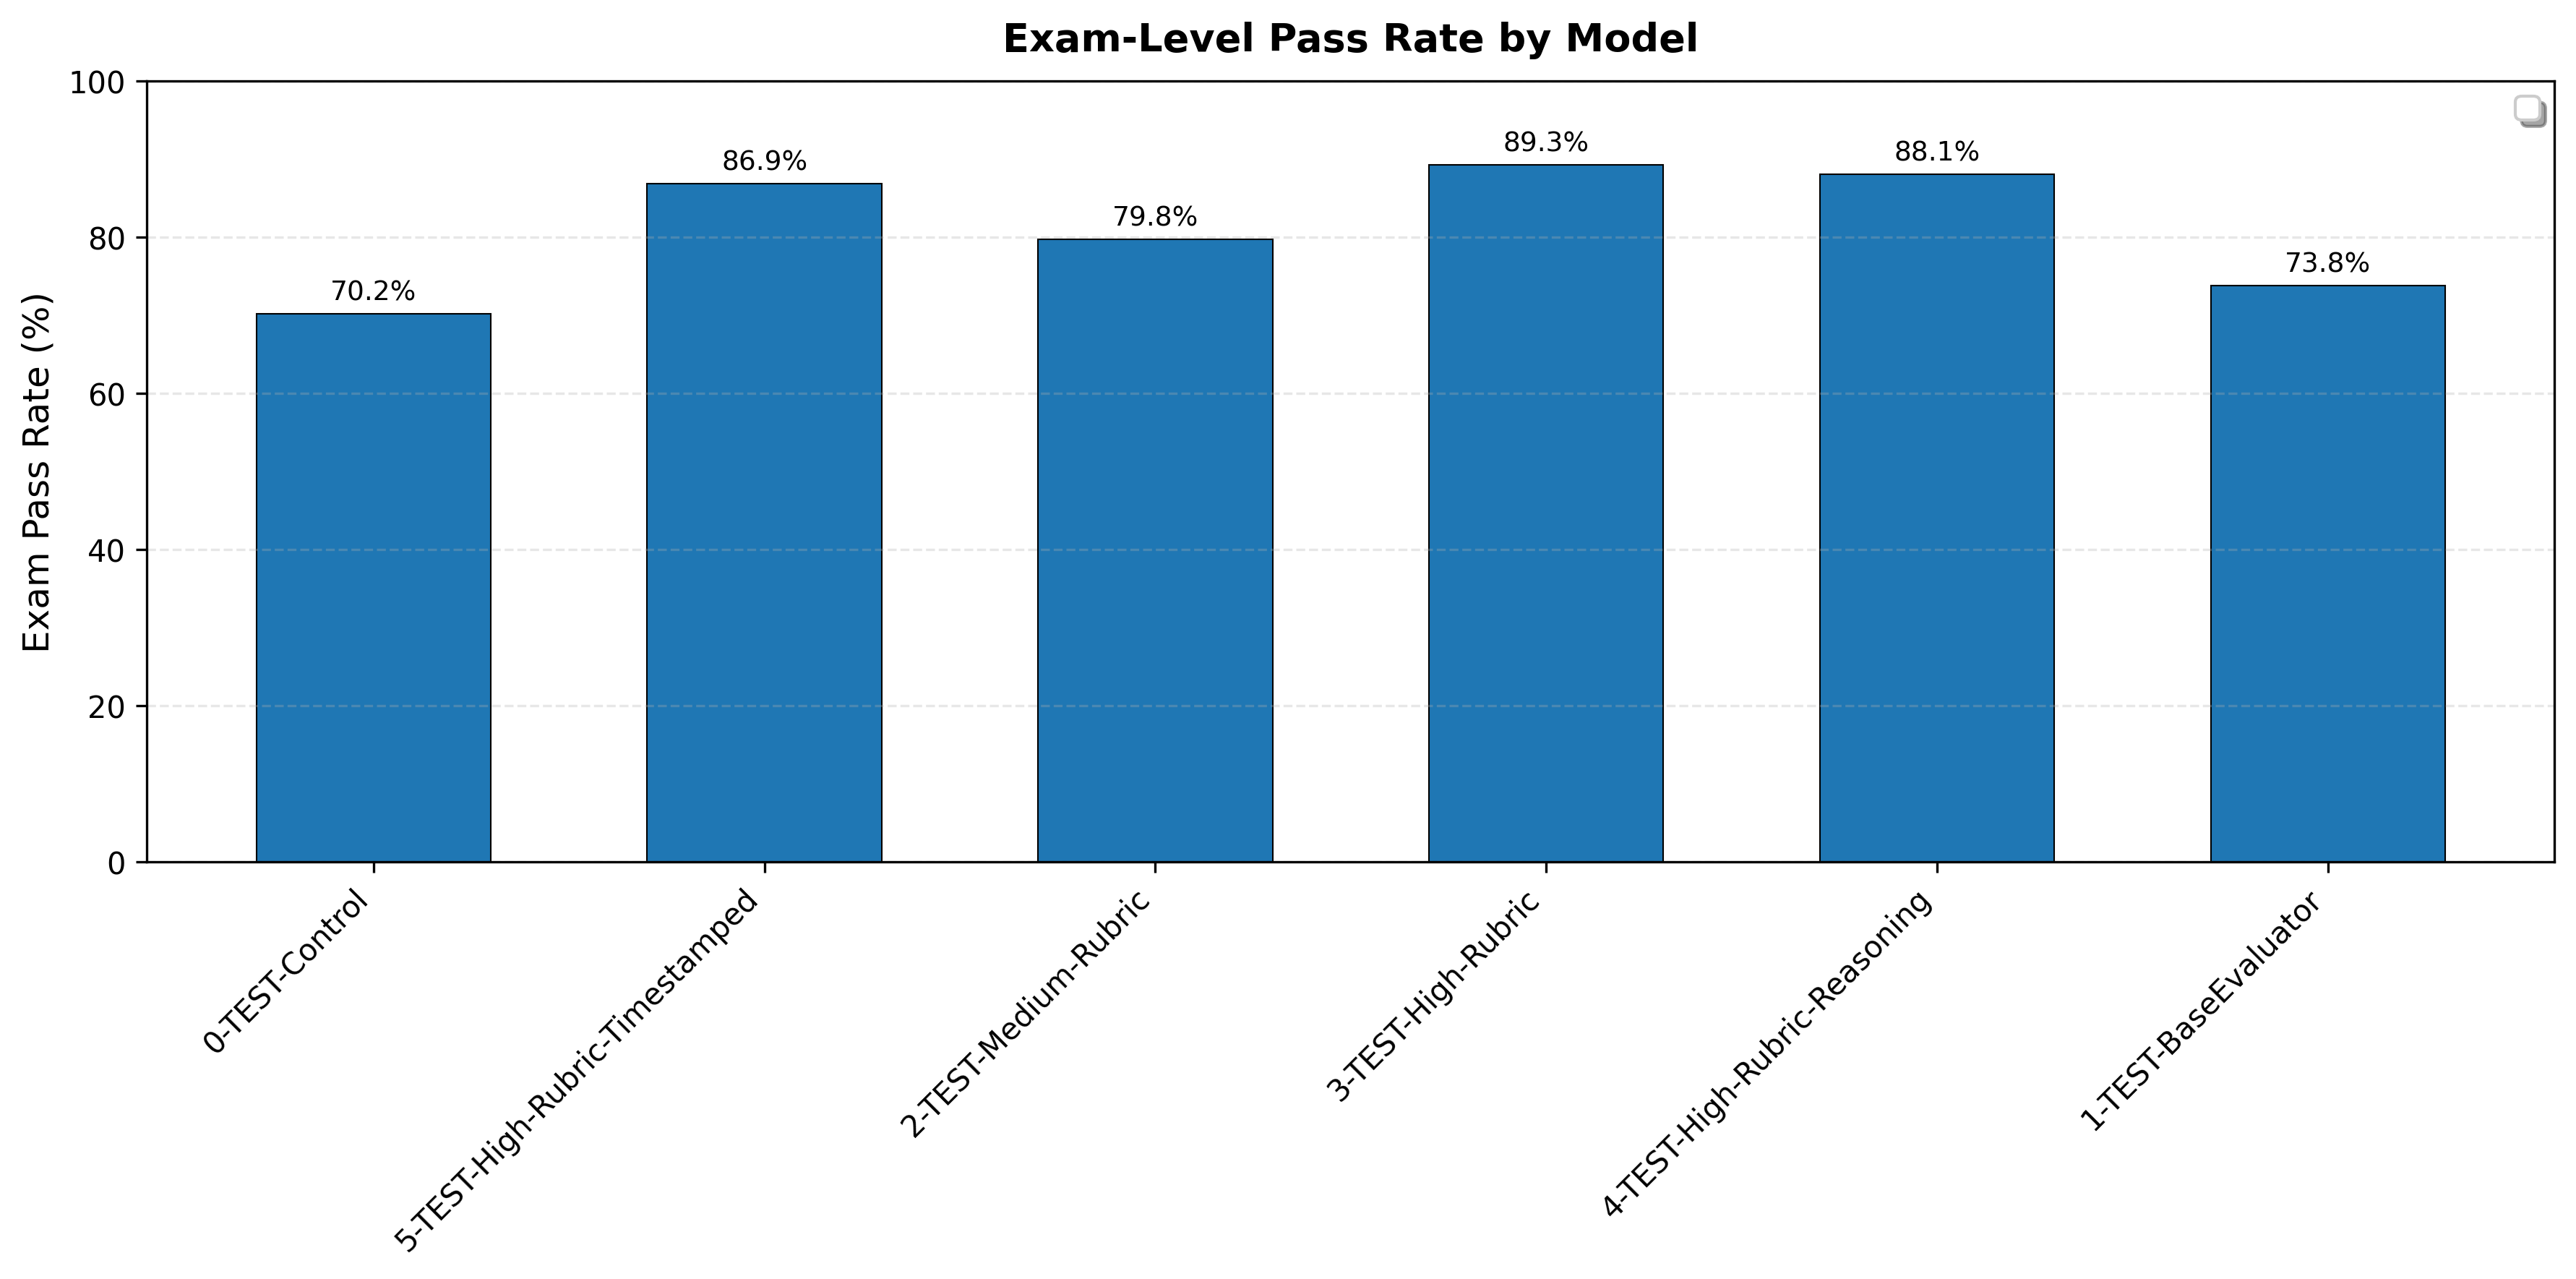 Exam-Level Pass Rate by Model
Exam Pass Rate (%)
100
80
60
40
20
0
70.2%
86.9%
79.8%
89.3%
88.1%
73.8%
0-TEST-Control
5-TEST-High-Rubric-Timestamped
2-TEST-Medium-Rubric
3-TEST-High-Rubric
4-TEST-High-Rubric-Reasoning
1-TEST-BaseEvaluator